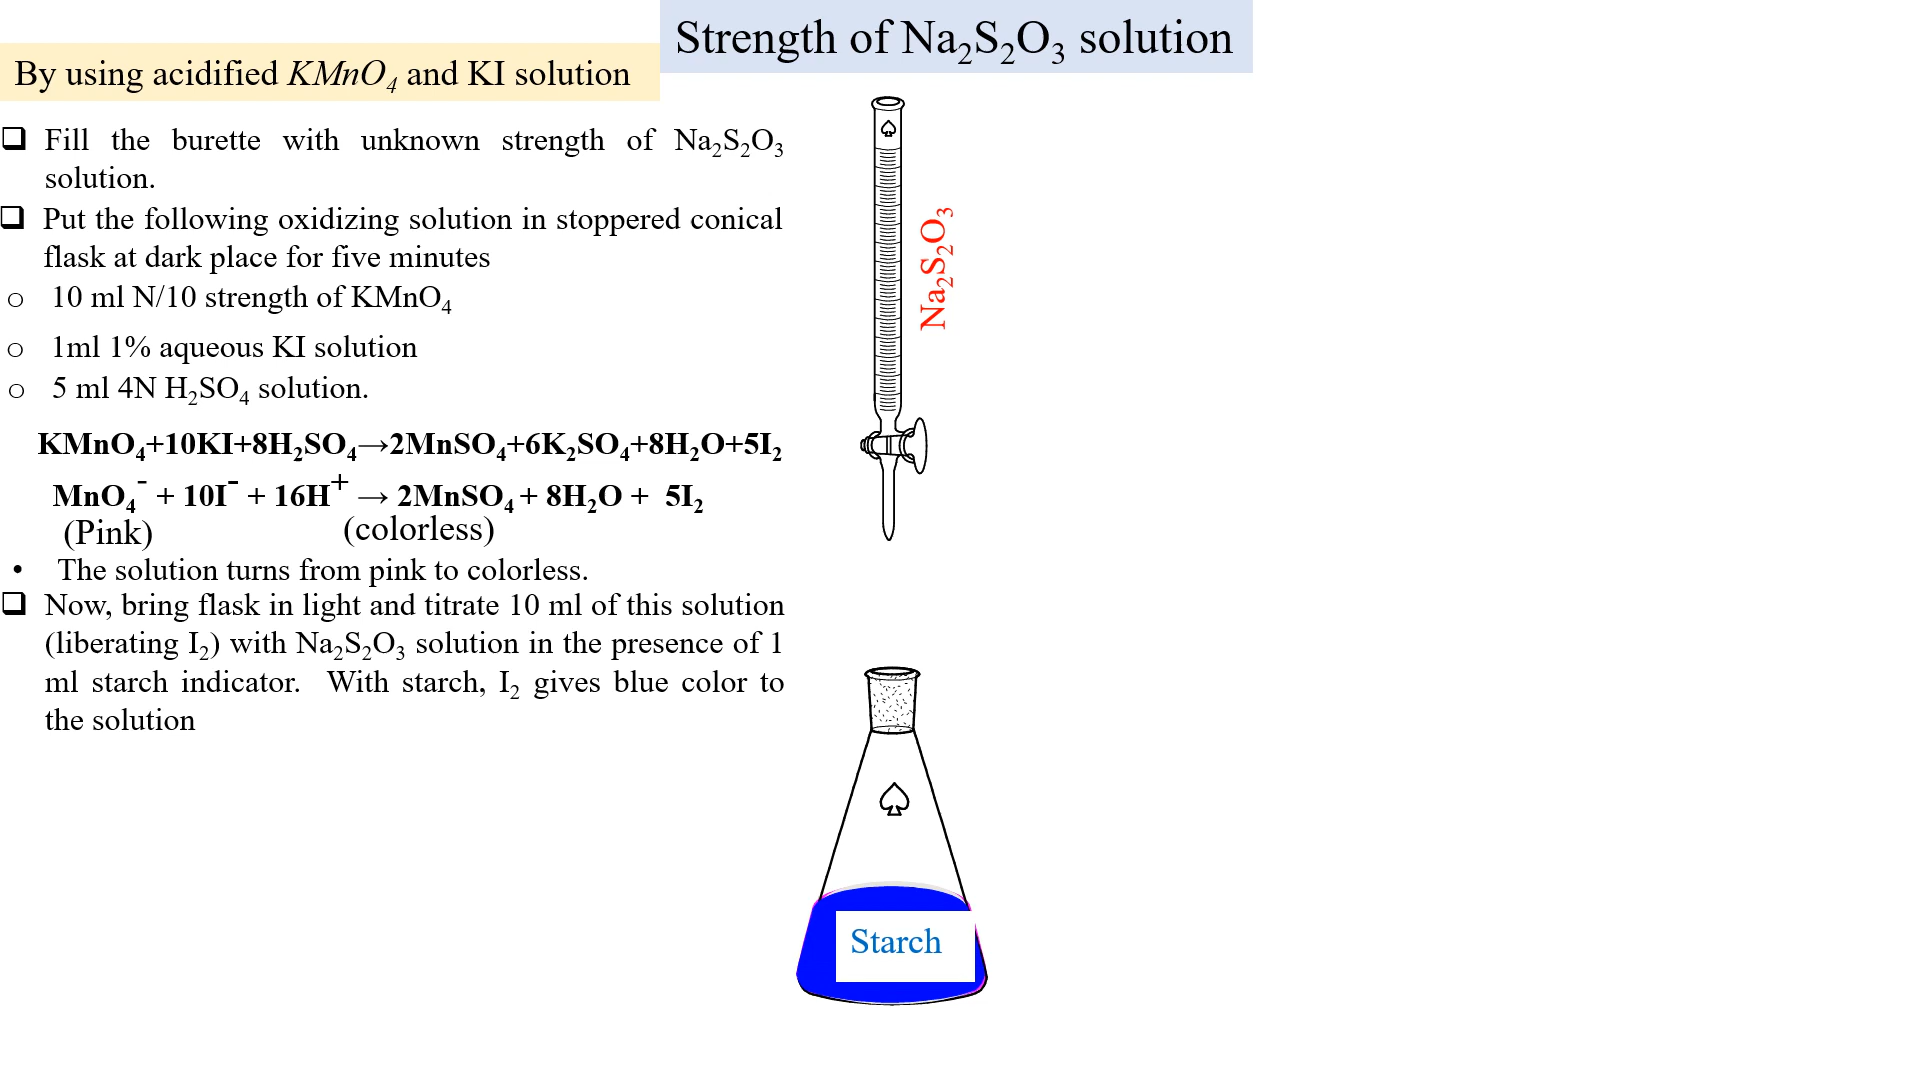 Strength of Na₂S₂O₃ solution
By using acidified KMnO₄ and KI solution
❑ Fill the burette with unknown strength of Na₂S₂O₃
solution.
❑ Put the following oxidizing solution in stoppered conical
flask at dark place for five minutes
o 10 ml N/10 strength of KMnO₄
o 1ml 1% aqueous KI solution
o 5 ml 4N H₂SO₄ solution.
KMnO₄+10KI+8H₂SO₄→2MnSO₄+6K₂SO₄+8H₂O+5I₂
MnO₄⁻ + 10I⁻ + 16H⁺ → 2MnSO₄ + 8H₂O + 5I₂
(Pink) (colorless)
• The solution turns from pink to colorless.
❑ Now, bring flask in light and titrate 10 ml of this solution
(liberating I₂) with Na₂S₂O₃ solution in the presence of 1
ml starch indicator. With starch, I₂ gives blue color to
the solution
Na₂S₂O₃
Starch